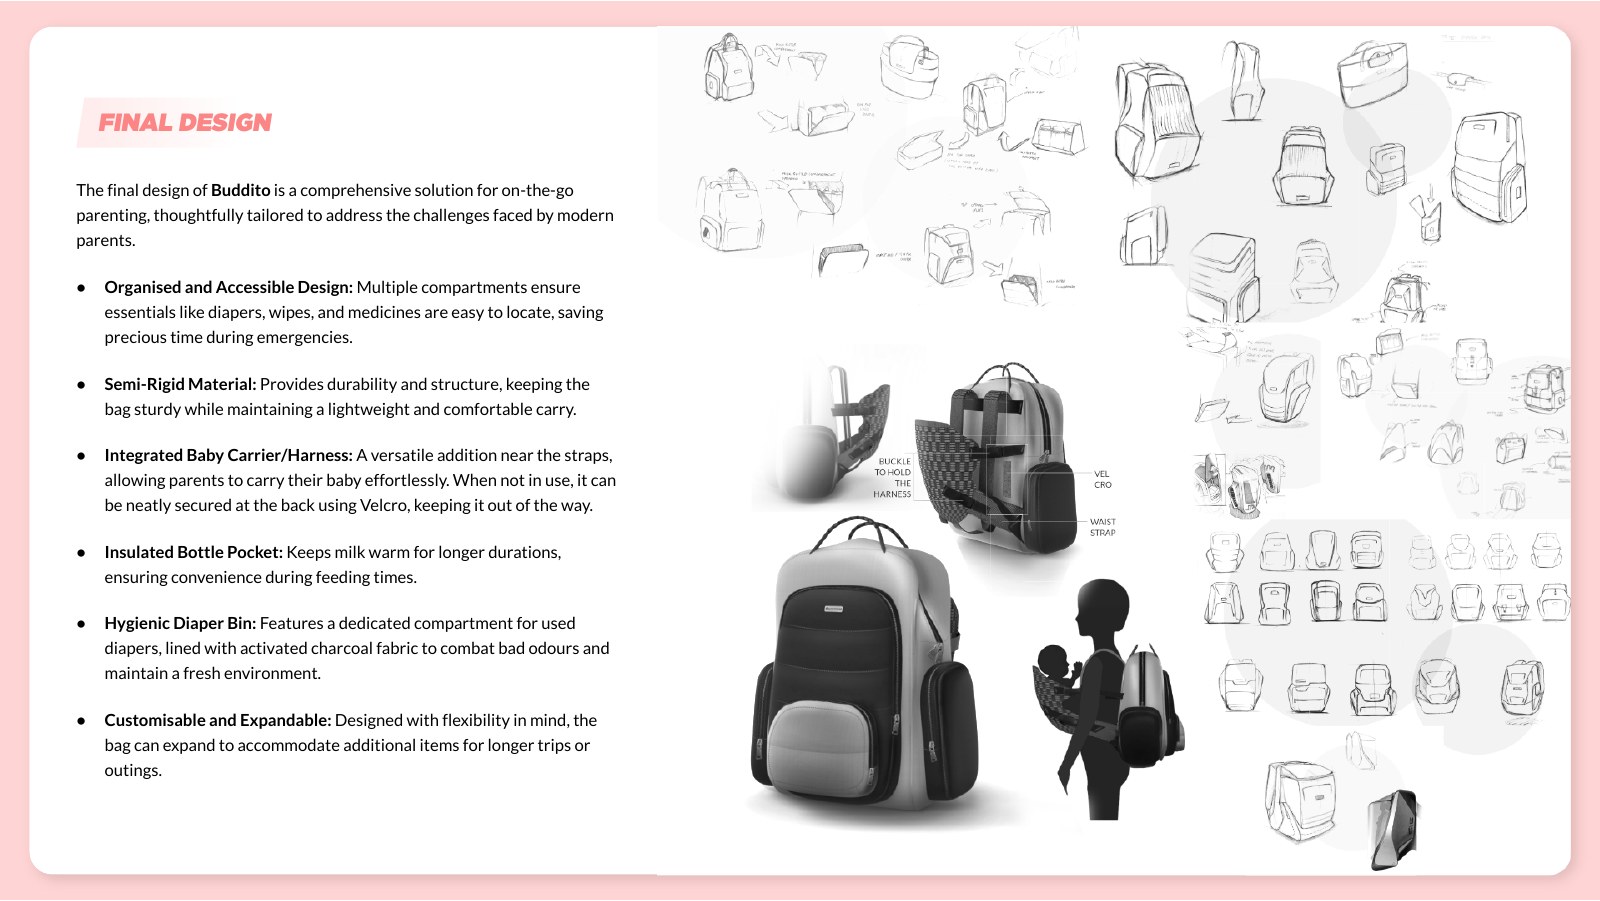 FINAL DESIGN
The final design of Buddito is a comprehensive solution for on-the-go
parenting, thoughtfully tailored to address the challenges faced by modern
parents.
● Organised and Accessible Design: Multiple compartments ensure
essentials like diapers, wipes, and medicines are easy to locate, saving
precious time during emergencies.
● Semi-Rigid Material: Provides durability and structure, keeping the
bag sturdy while maintaining a lightweight and comfortable carry.
● Integrated Baby Carrier/Harness: A versatile addition near the straps,
allowing parents to carry their baby effortlessly. When not in use, it can
be neatly secured at the back using Velcro, keeping it out of the way.
● Insulated Bottle Pocket: Keeps milk warm for longer durations,
ensuring convenience during feeding times.
● Hygienic Diaper Bin: Features a dedicated compartment for used
diapers, lined with activated charcoal fabric to combat bad odours and
maintain a fresh environment.
● Customisable and Expandable: Designed with flexibility in mind, the
bag can expand to accommodate additional items for longer trips or
outings.
BUCKLE
TO HOLD
THE
HARNESS
VEL
CRO
WAIST
STRAP